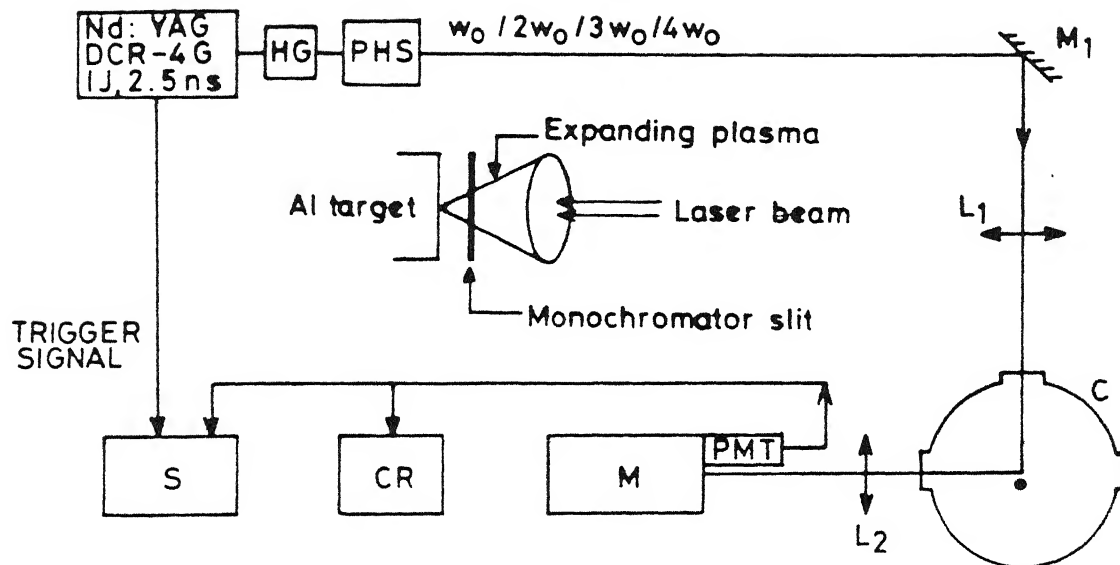 Nd: YAG
DCR-4G
1J, 2.5ns
HG
PHS
w₀ / 2w₀ / 3w₀ / 4w₀
M₁
Expanding plasma
Al target
Laser beam
L₁
Monochromator slit
TRIGGER
SIGNAL
C
S
CR
M
PMT
L₂